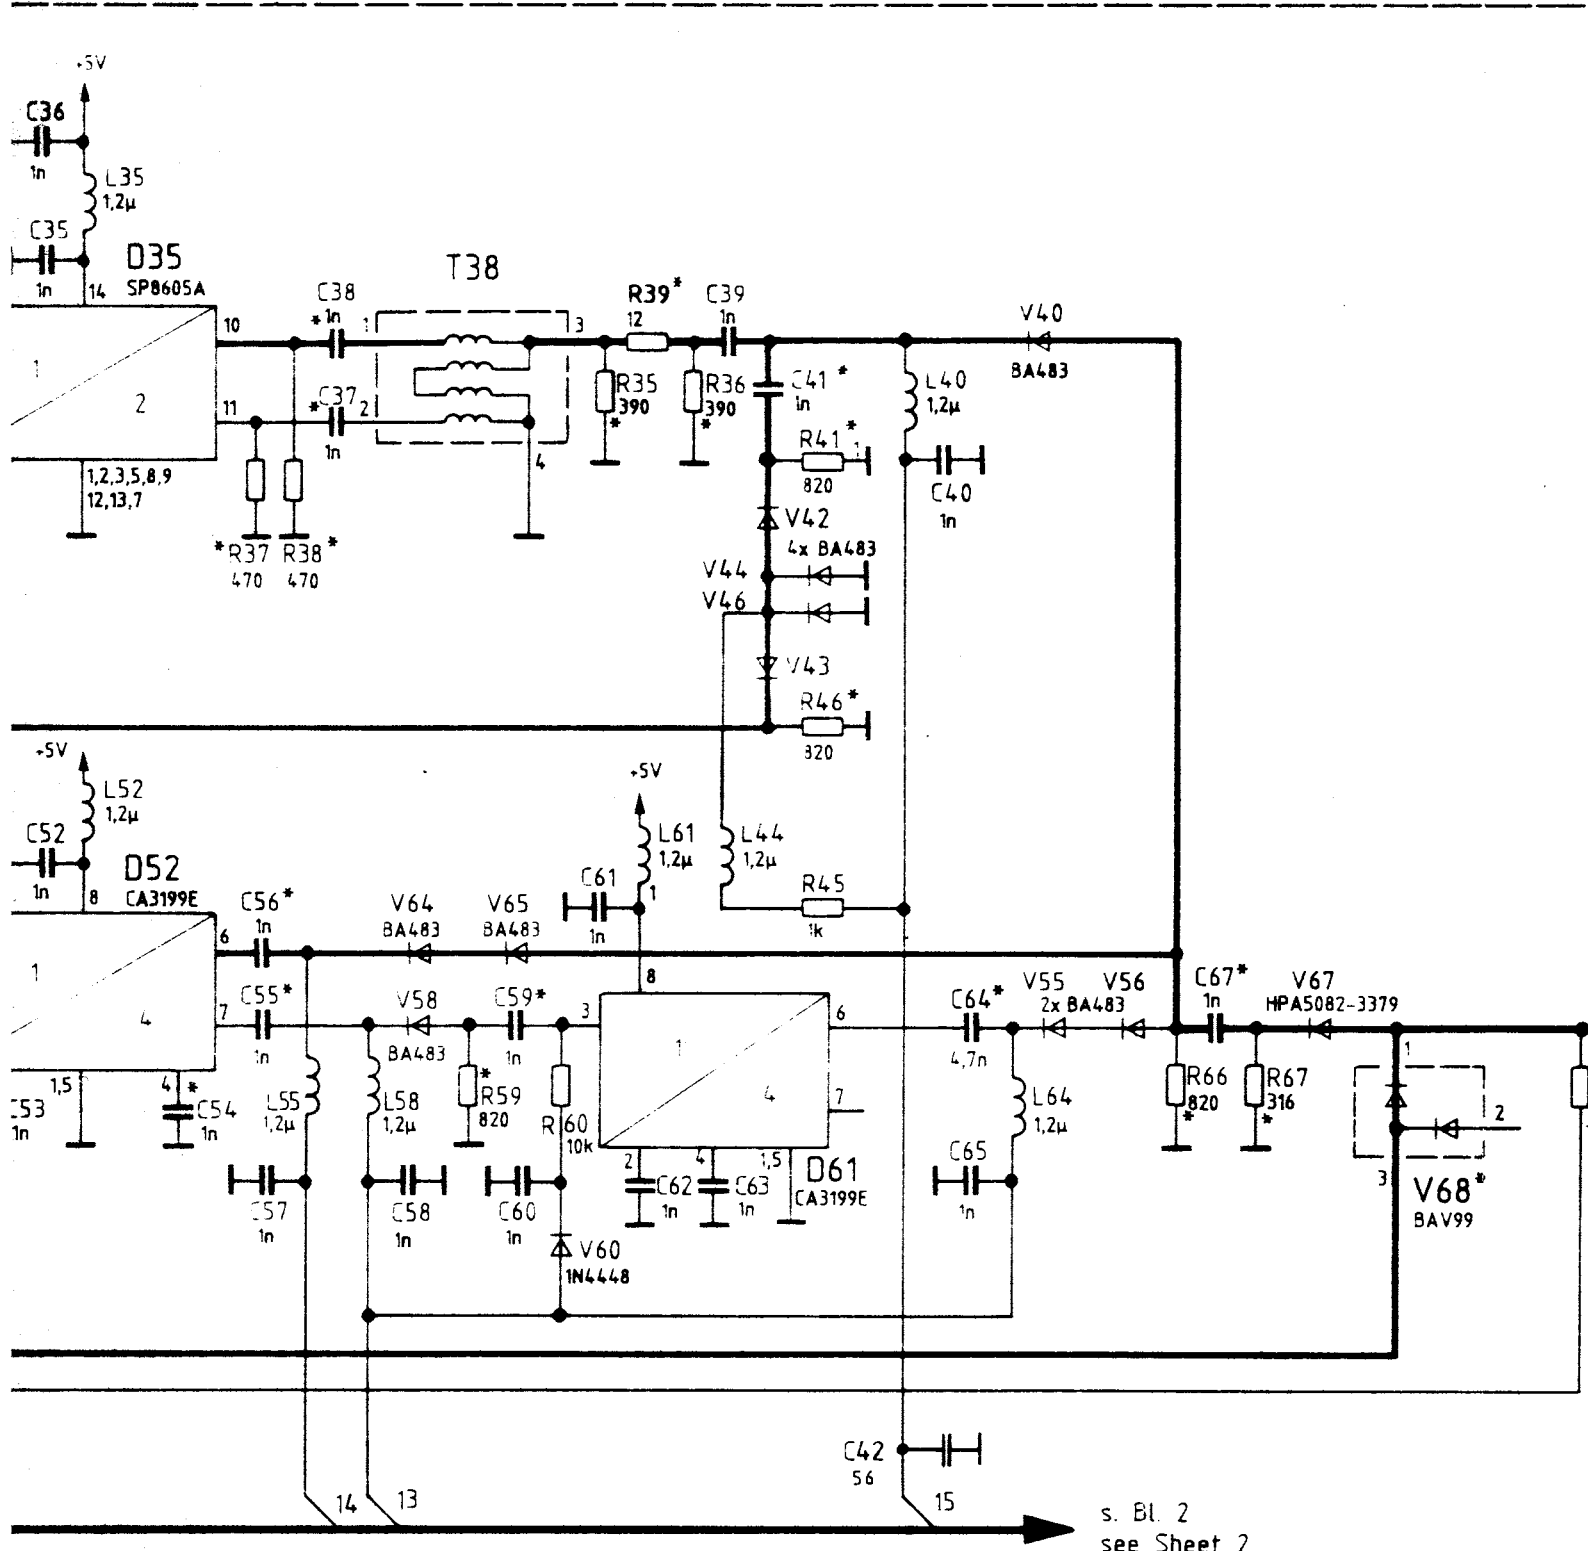 +5V
C36
1n
L35
1,2µ
C35
1n
14
D35
SP8605A
1
2
10
11
1,2,3,5,8,9
12,13,7
*R37
470
R38*
470
C38
1n
*
1
C37
*
2
1n
T38
3
4
R39*
12
C39
1n
R35
390
*
R36
390
*
C41*
1n
R41*
1
820
V42
4x BA483
V44
V46
V43
R46*
820
L40
1,2µ
C40
1n
V40
BA483
+5V
L52
1,2µ
C52
1n
8
D52
CA3199E
1
4
6
7
1,5
4
*
C54
1n
1n
C56*
1n
C55*
1n
V64
BA483
V65
BA483
V58
BA483
C59*
1n
L55
1,2µ
L58
1,2µ
*
R59
820
R60
10k
C57
1n
C58
1n
C60
1n
V60
1N4448
+5V
L61
1,2µ
1
C61
1n
8
3
1
4
6
7
2
4
1,5
C62
1n
C63
1n
D61
CA3199E
L44
1,2µ
R45
1k
C64*
4,7n
V55
2x BA483
V56
L64
1,2µ
C65
1n
C67*
1n
V67
HPA5082-3379
R66
820
*
R67
316
*
1
2
3
V68*
BAV99
C42
56
14
13
15
s. Bl. 2
see Sheet 2